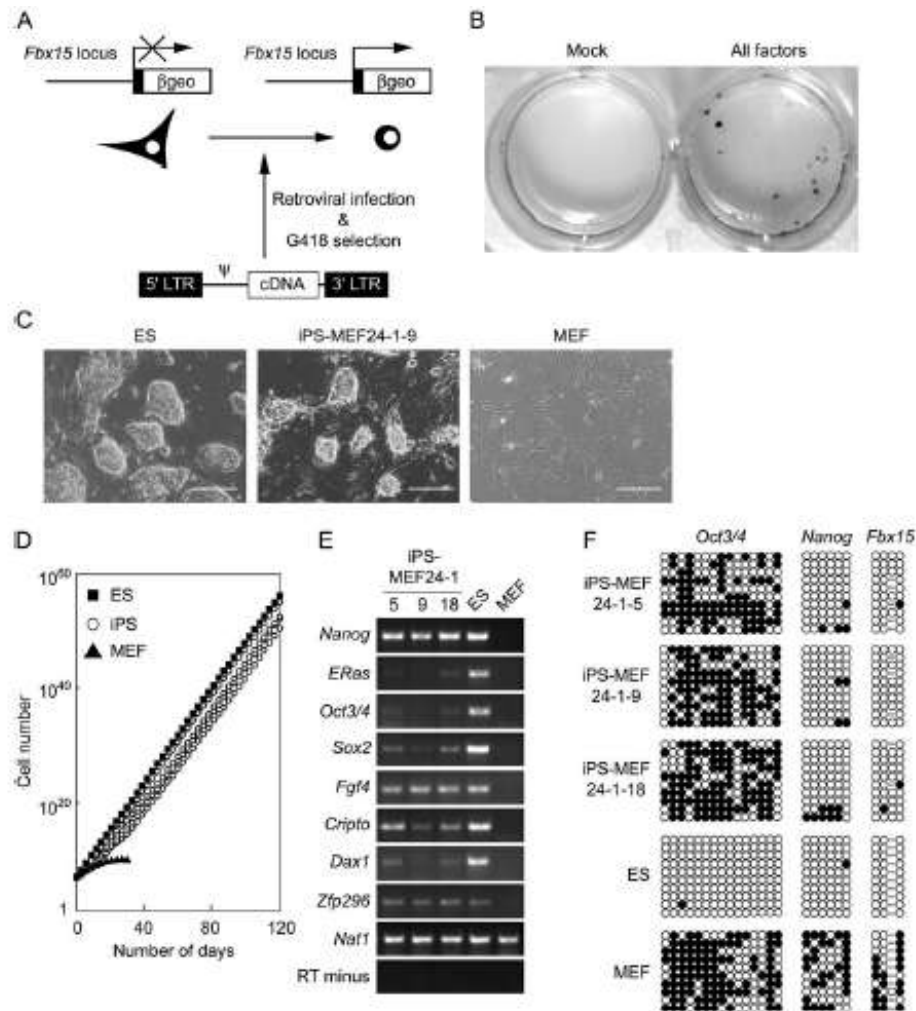 A
Fbx15 locus
βgeo
Fbx15 locus
βgeo
Retroviral infection
&
G418 selection
5' LTR
Ψ
cDNA
3' LTR
B
Mock
All factors
C
ES
iPS-MEF24-1-9
MEF
D
10^60
10^40
10^20
1
Cell number
ES
iPS
MEF
0
40
80
120
Number of days
E
iPS-
MEF24-1
5 9 18 ES MEF
Nanog
ERas
Oct3/4
Sox2
Fgf4
Cripto
Dax1
Zfp296
Nat1
RT minus
F
Oct3/4 Nanog Fbx15
iPS-MEF
24-1-5
iPS-MEF
24-1-9
iPS-MEF
24-1-18
ES
MEF